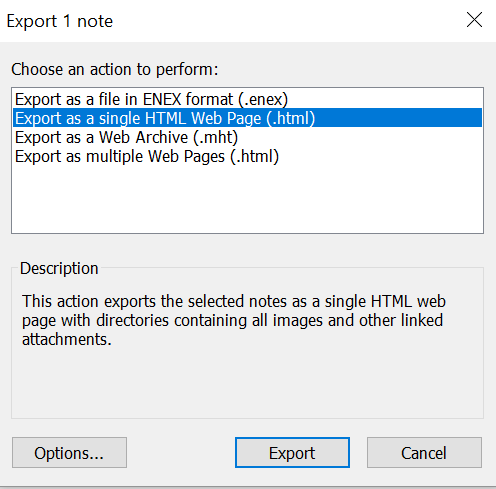 Export 1 note
Choose an action to perform:
Export as a file in ENEX format (.enex)
Export as a single HTML Web Page (.html)
Export as a Web Archive (.mht)
Export as multiple Web Pages (.html)
Description
This action exports the selected notes as a single HTML web
page with directories containing all images and other linked
attachments.
Options...
Export
Cancel